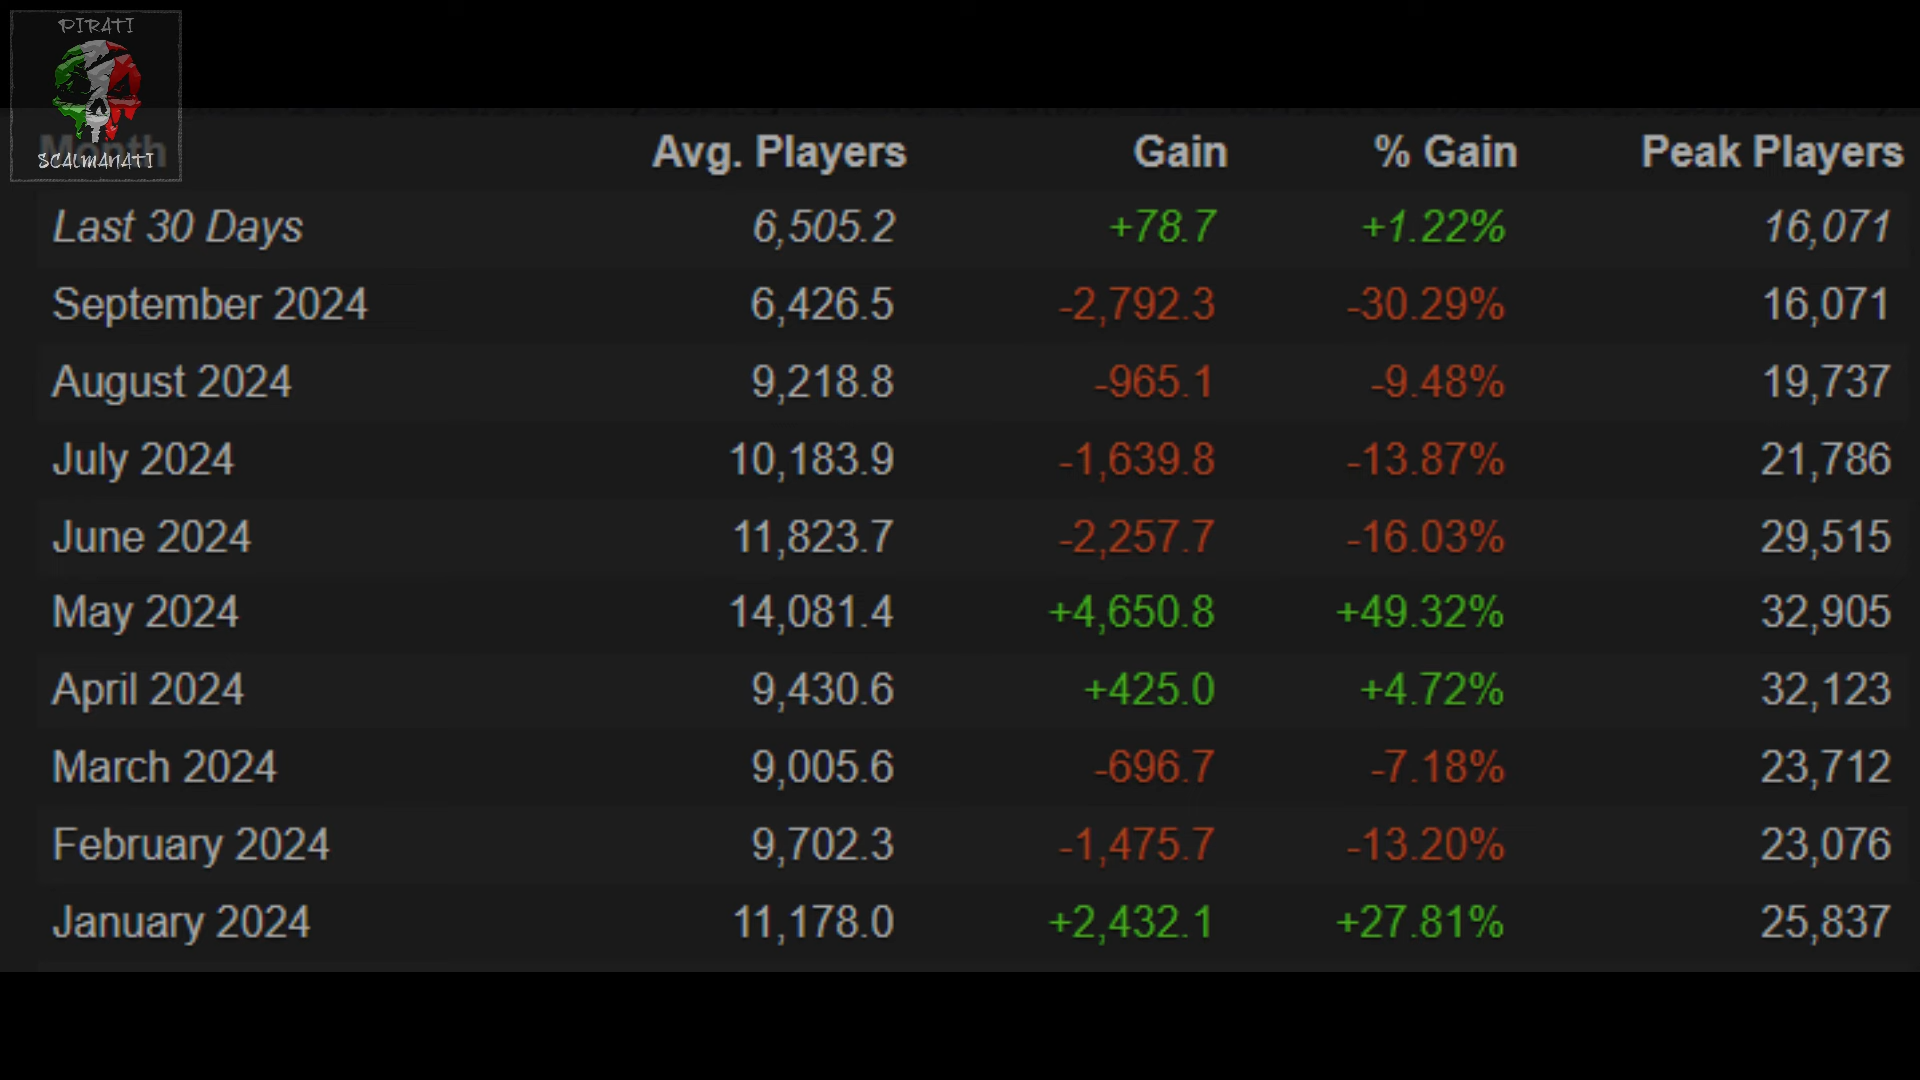 PIRATI
SCALMANATI
Month Avg. Players Gain % Gain Peak Players
Last 30 Days 6,505.2 +78.7 +1.22% 16,071
September 2024 6,426.5 -2,792.3 -30.29% 16,071
August 2024 9,218.8 -965.1 -9.48% 19,737
July 2024 10,183.9 -1,639.8 -13.87% 21,786
June 2024 11,823.7 -2,257.7 -16.03% 29,515
May 2024 14,081.4 +4,650.8 +49.32% 32,905
April 2024 9,430.6 +425.0 +4.72% 32,123
March 2024 9,005.6 -696.7 -7.18% 23,712
February 2024 9,702.3 -1,475.7 -13.20% 23,076
January 2024 11,178.0 +2,432.1 +27.81% 25,837